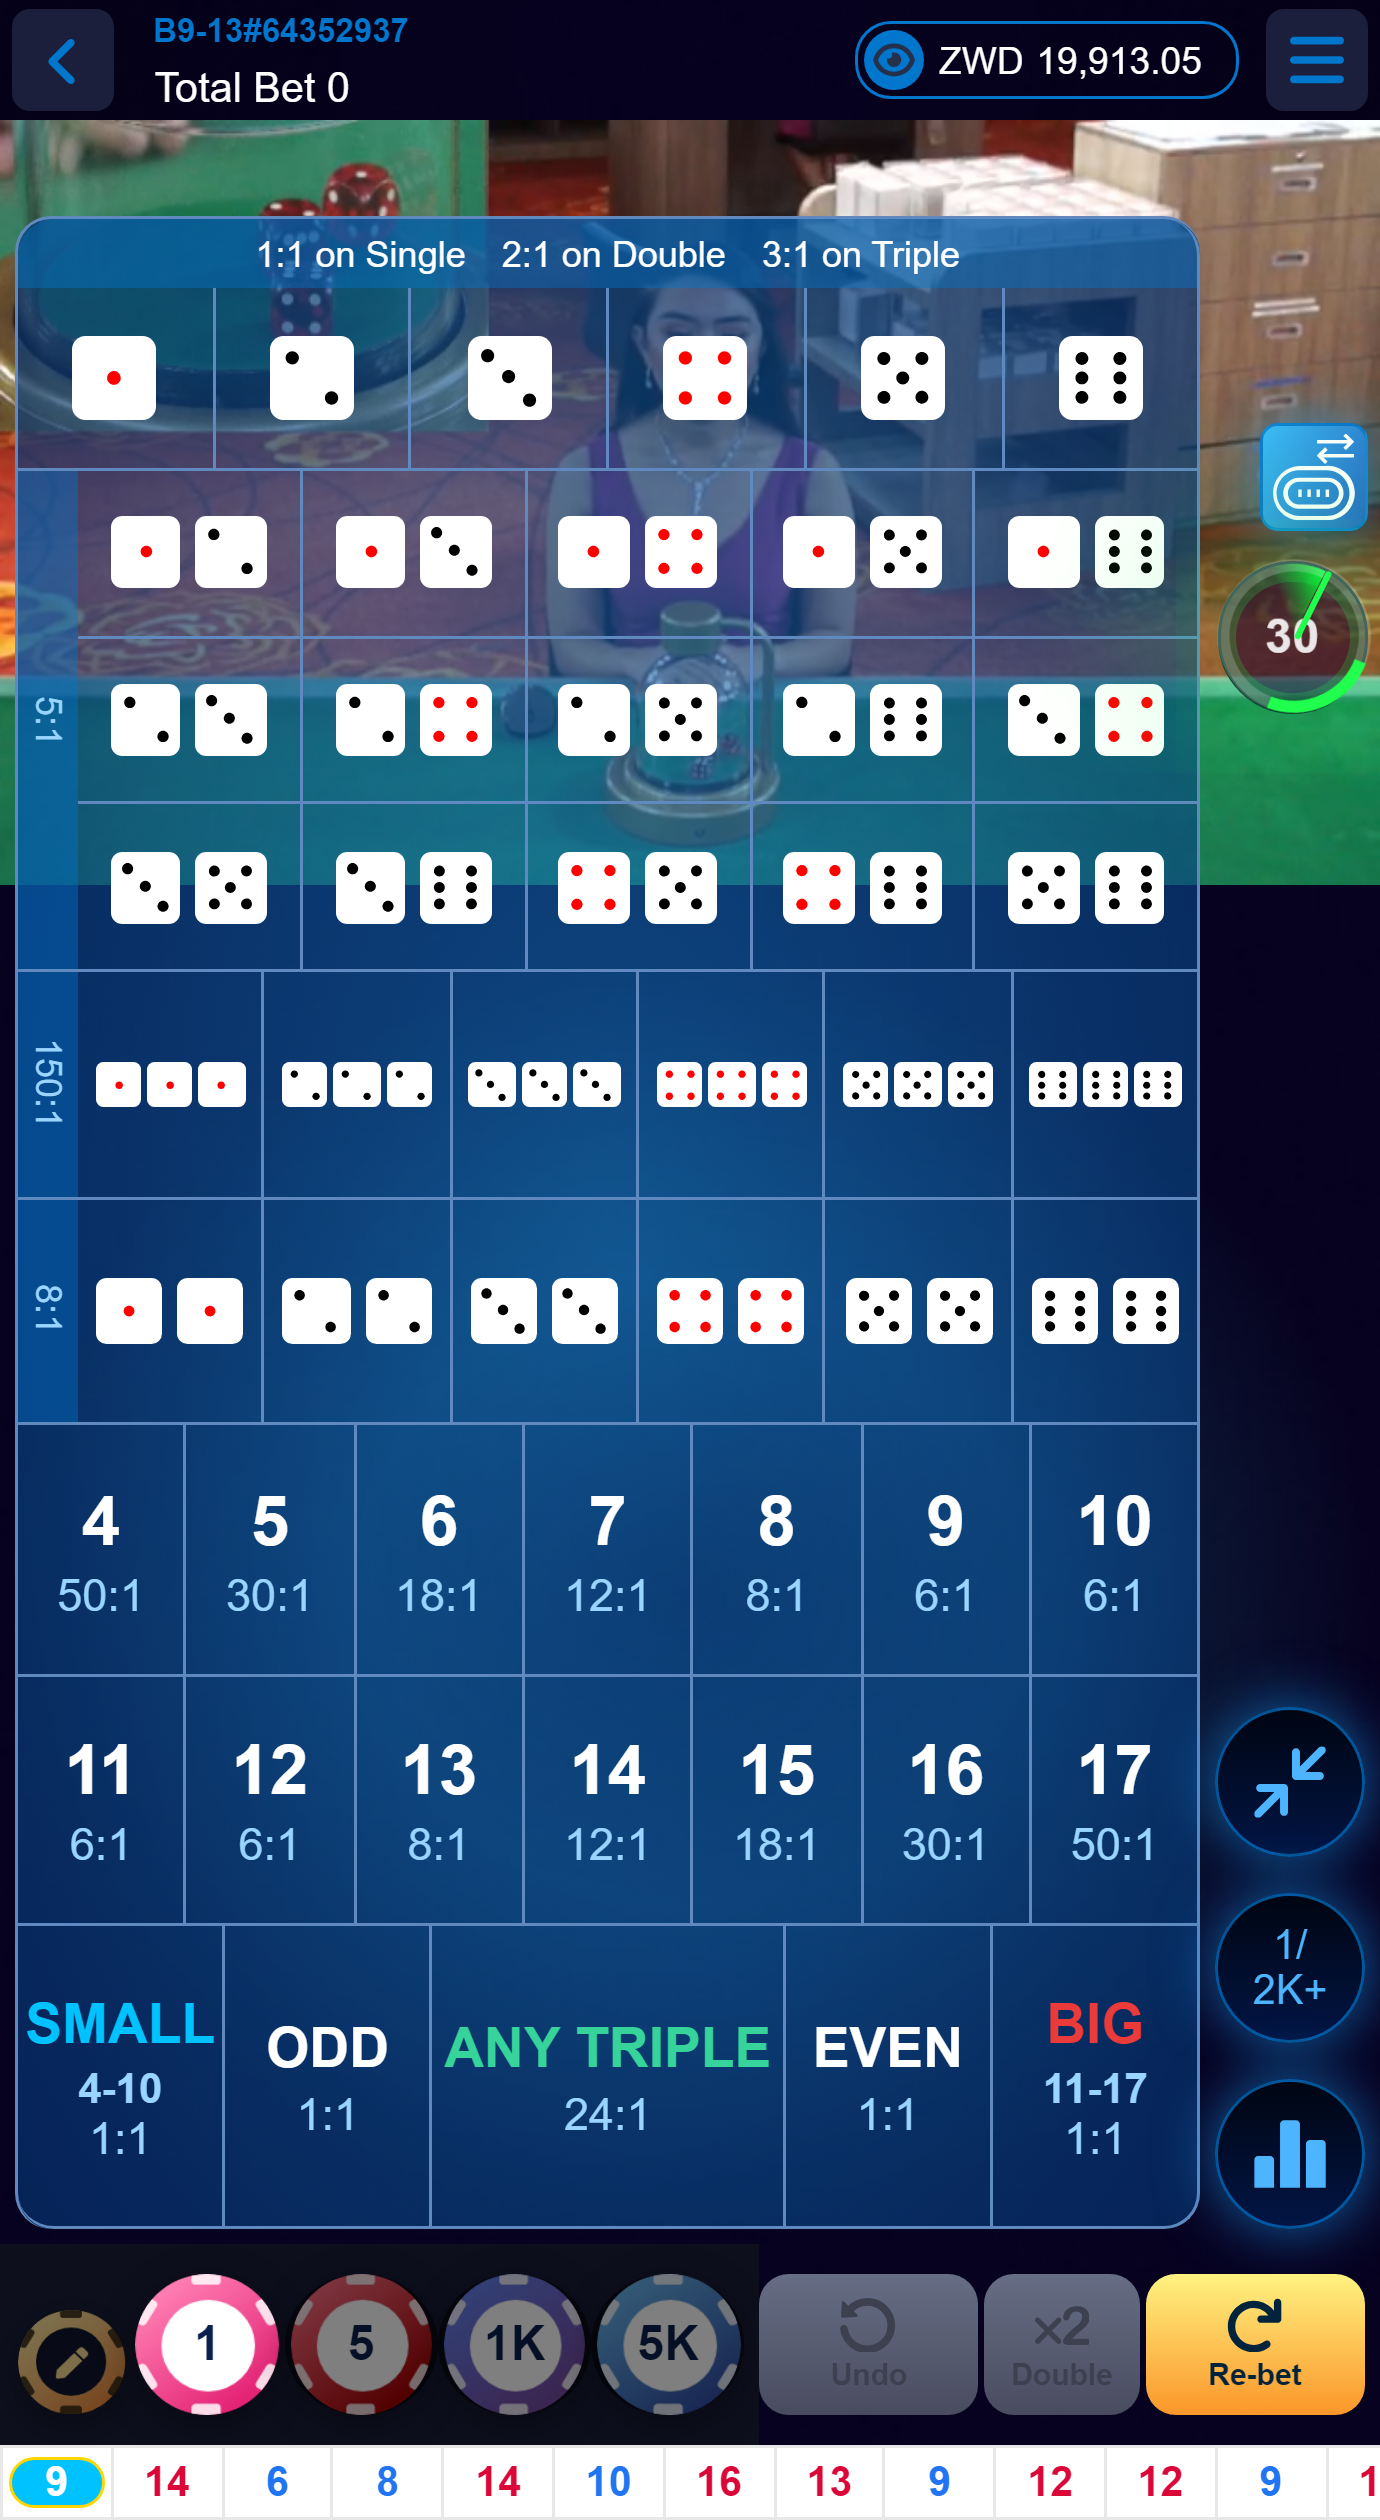 B9-13#64352937
Total Bet 0
ZWD 19,913.05
1:1 on Single 2:1 on Double 3:1 on Triple
30
5:1
150:1
8:1
4 5 6 7 8 9 10
50:1 30:1 18:1 12:1 8:1 6:1 6:1
11 12 13 14 15 16 17
6:1 6:1 8:1 12:1 18:1 30:1 50:1
SMALL
4-10
1:1
ODD
1:1
ANY TRIPLE
24:1
EVEN
1:1
BIG
11-17
1:1
1/
2K+
1 5 1K 5K
Undo
x2
Double
Re-bet
9 14 6 8 14 10 16 13 9 12 12 9